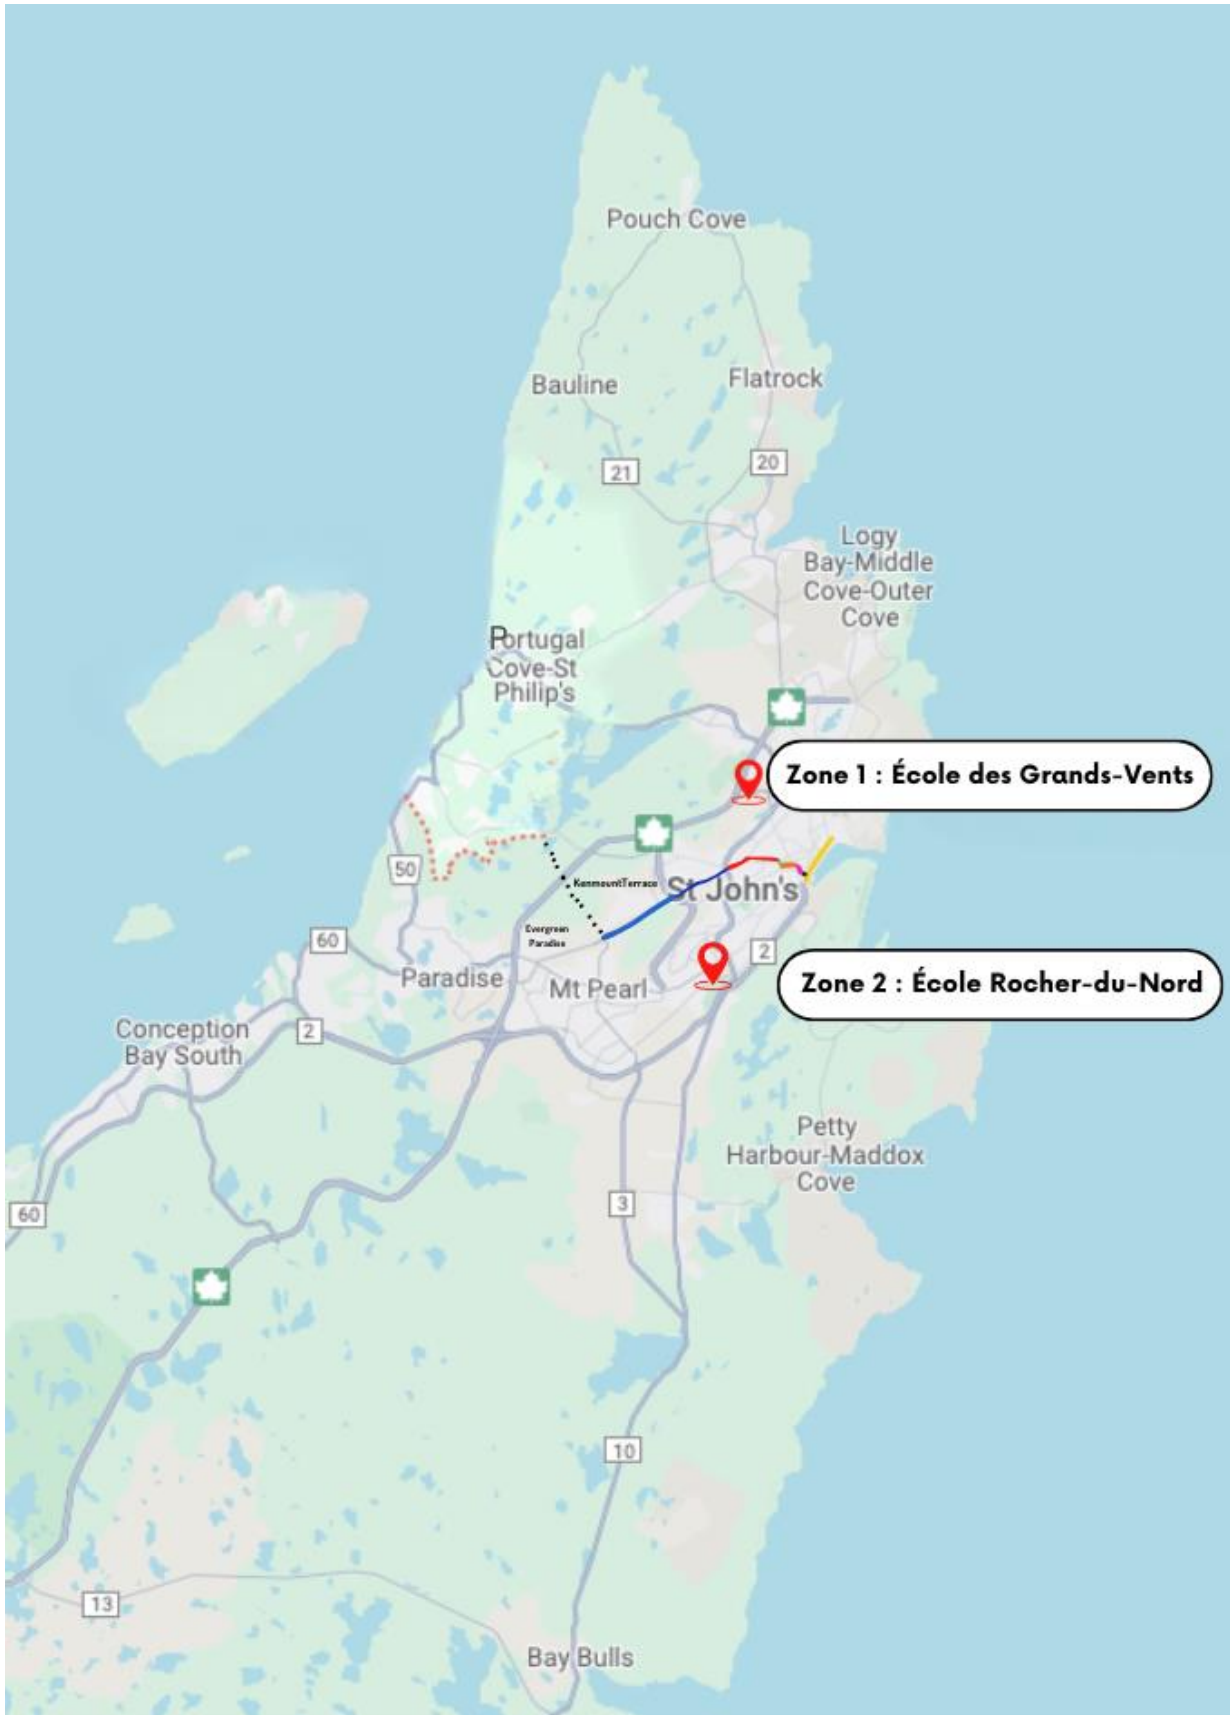 Pouch Cove
Bauline
Flatrock
21
20
Logy
Bay-Middle
Cove-Outer
Cove
Portugal
Cove-St
Philip's
Zone 1 : École des Grands-Vents
50
KenmountTerrace
St John's
Evergreen
Paradise
60
2
Paradise
Mt Pearl
Zone 2 : École Rocher-du-Nord
Conception
Bay South
2
Petty
Harbour-Maddox
Cove
60
3
10
13
Bay Bulls